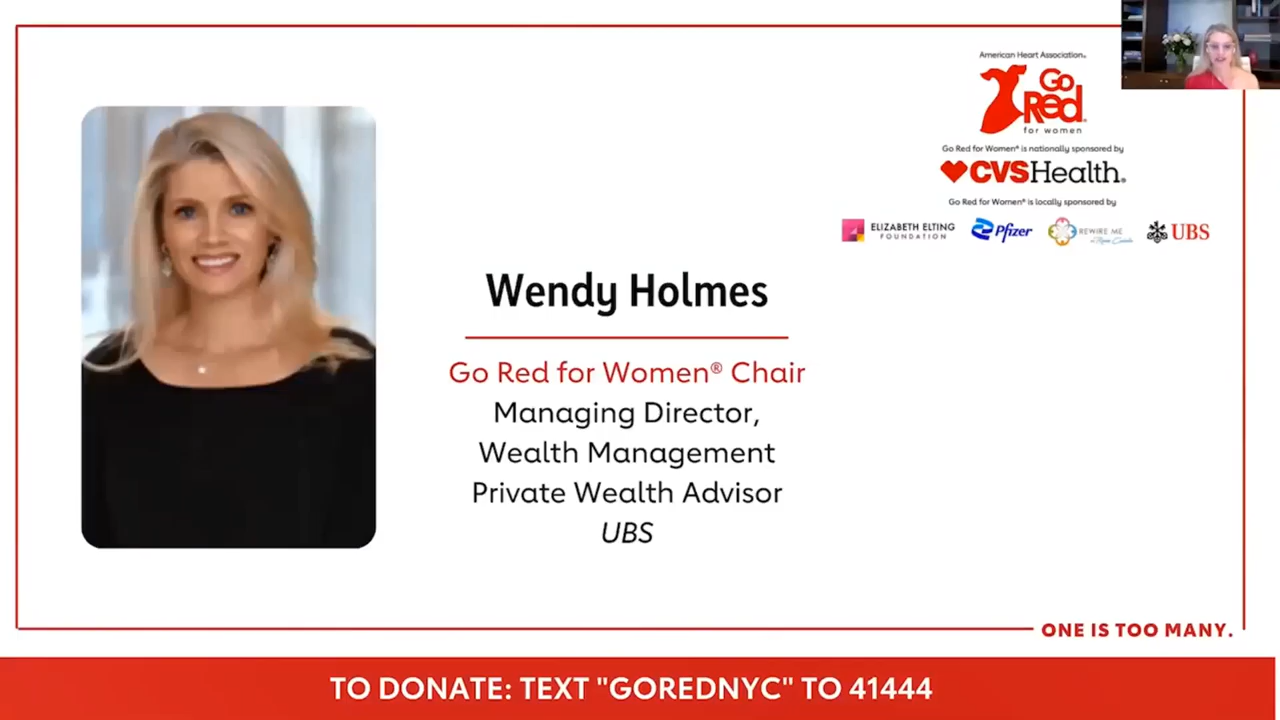 American Heart Association®
Go
Red®
for women
Go Red for Women® is nationally sponsored by
CVSHealth®
Go Red for Women® is locally sponsored by
ELIZABETH ELTING
FOUNDATION
Pfizer
REWIRE ME
UBS
Wendy Holmes
Go Red for Women® Chair
Managing Director,
Wealth Management
Private Wealth Advisor
UBS
ONE IS TOO MANY.
TO DONATE: TEXT "GOREDNYC" TO 41444